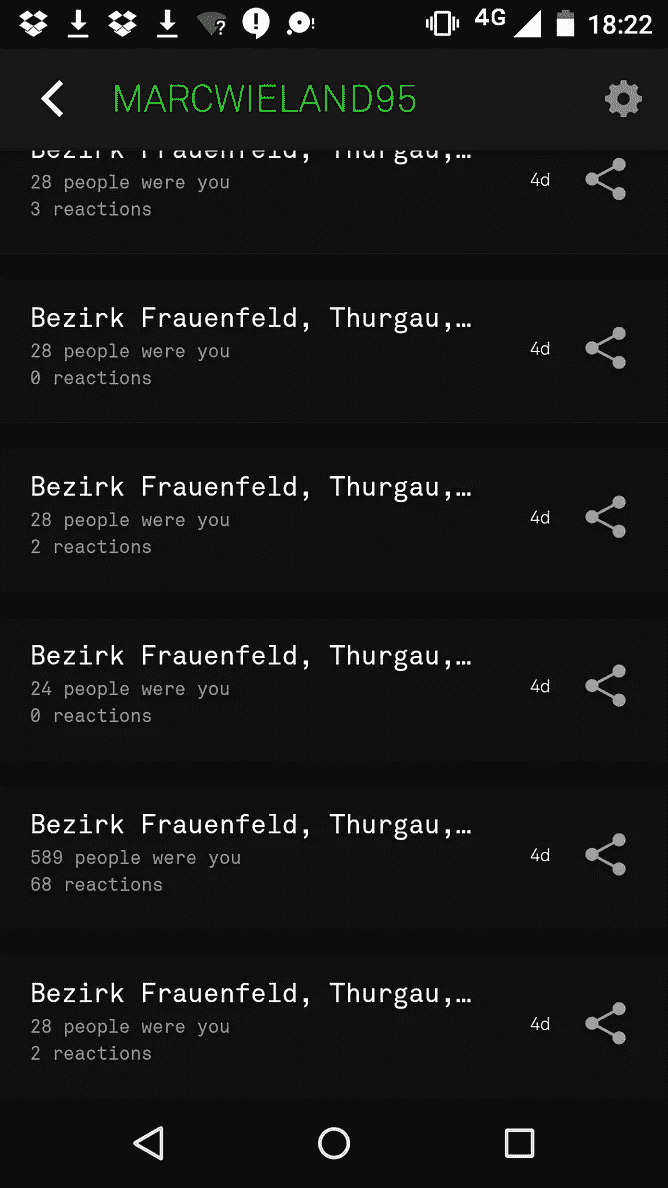 4G 18:22
MARCWIELAND95
Bezirk Frauenfeld, Thurgau,…
28 people were you
4d
3 reactions
Bezirk Frauenfeld, Thurgau,…
28 people were you
4d
0 reactions
Bezirk Frauenfeld, Thurgau,…
28 people were you
4d
2 reactions
Bezirk Frauenfeld, Thurgau,…
24 people were you
4d
0 reactions
Bezirk Frauenfeld, Thurgau,…
589 people were you
4d
68 reactions
Bezirk Frauenfeld, Thurgau,…
28 people were you
4d
2 reactions